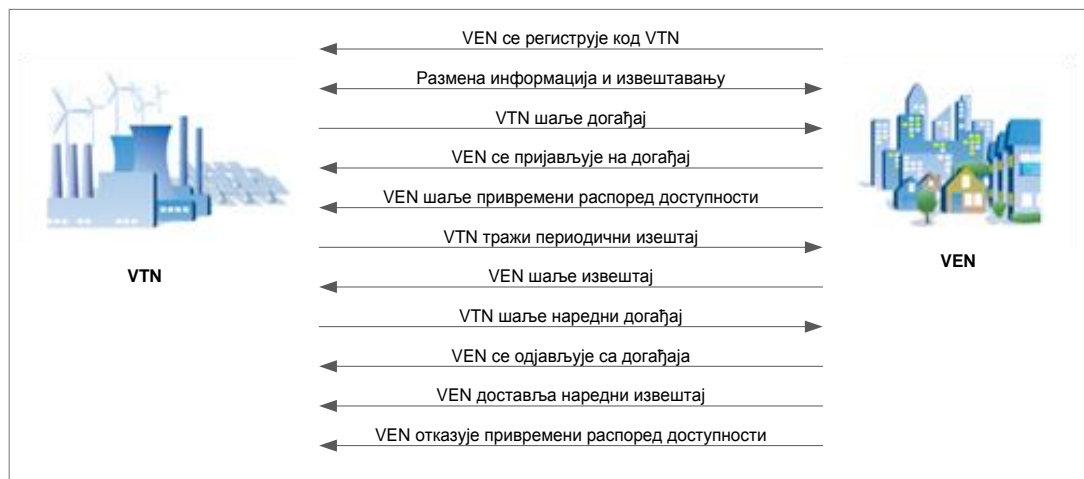 VEN се региструје код VTN
Размена информација и извештавању
VTN шаље догађај
VEN се пријављује на догађај
VEN шаље привремени распоред доступности
VTN тражи периодични изештај
VTN
VEN
VEN шаље извештај
VTN шаље наредни догађај
VEN се одјављује са догађаја
VEN доставља наредни извештај
VEN отказује привремени распоред доступности